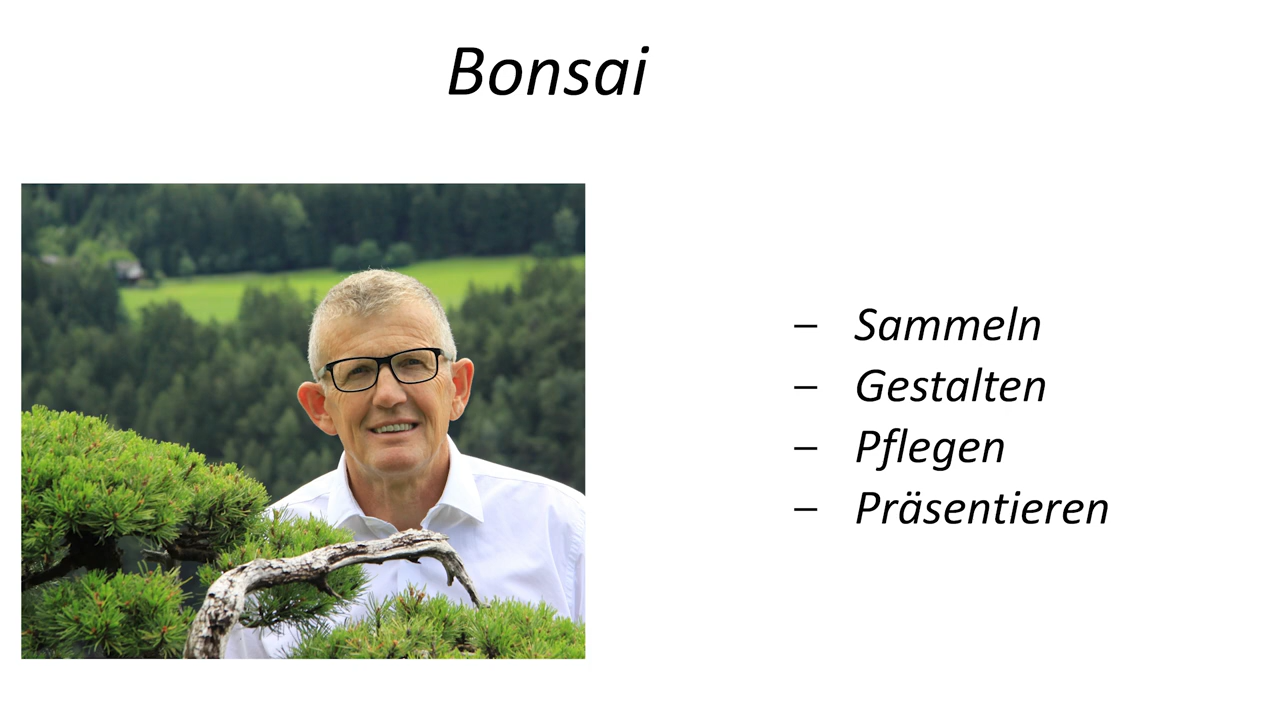 Bonsai
– Sammeln
– Gestalten
– Pflegen
– Präsentieren